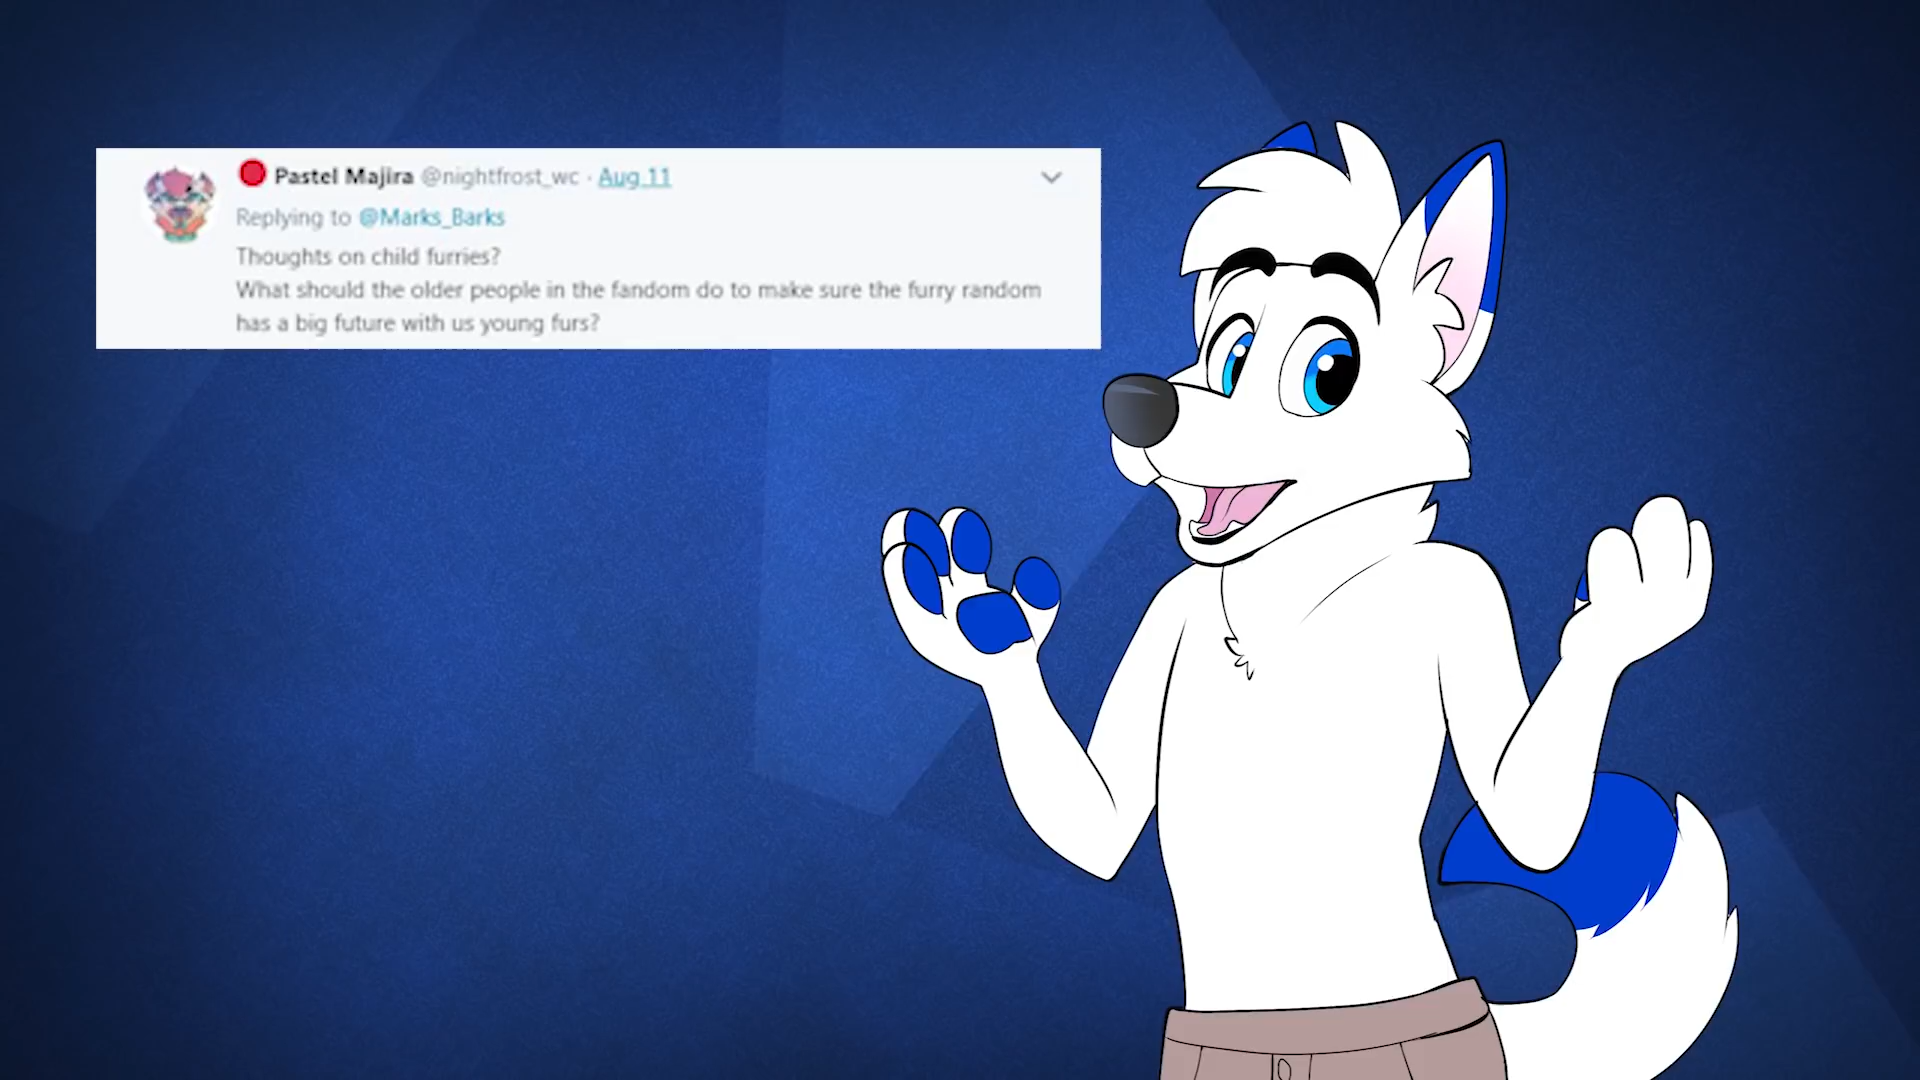 Pastel Majira @nightfrost_wc · Aug 11
Replying to @Marks_Barks
Thoughts on child furries?
What should the older people in the fandom do to make sure the furry random
has a big future with us young furs?